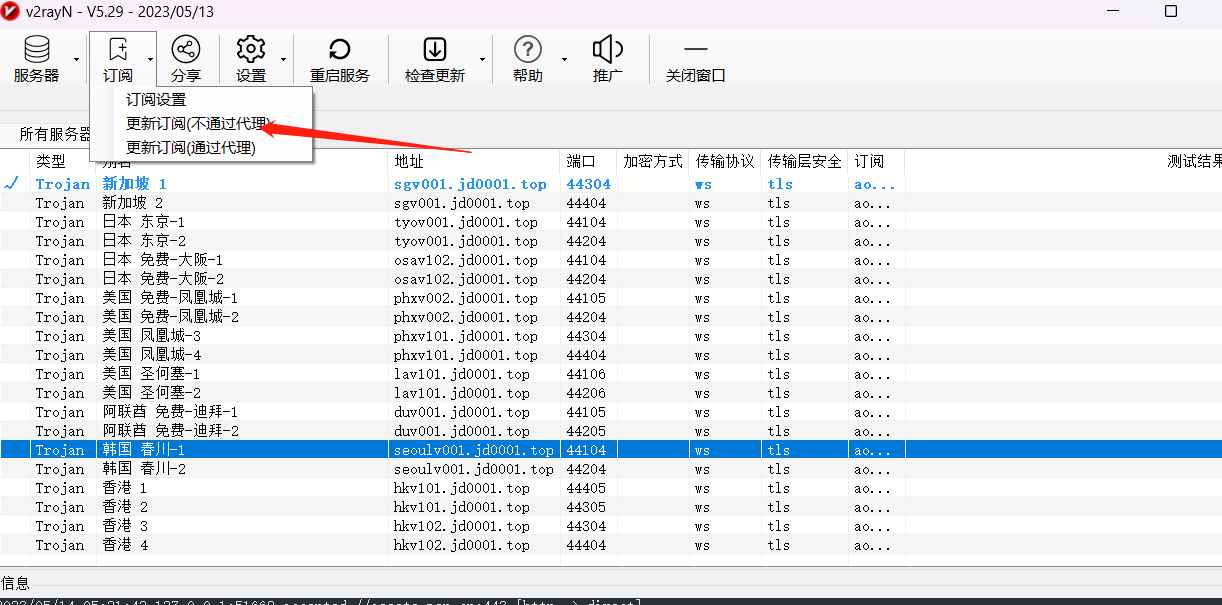 v2rayN - V5.29 - 2023/05/13
服务器 订阅 分享 设置 重启服务 检查更新 帮助 推广 关闭窗口
订阅设置
更新订阅(不通过代理)
更新订阅(通过代理)
所有服务器
类型 别名 地址 端口 加密方式 传输协议 传输层安全 订阅 测试结果
Trojan 新加坡 1 sgv001.jd0001.top 44304 ws tls ao...
Trojan 新加坡 2 sgv001.jd0001.top 44404 ws tls ao...
Trojan 日本 东京-1 tyov001.jd0001.top 44104 ws tls ao...
Trojan 日本 东京-2 tyov001.jd0001.top 44204 ws tls ao...
Trojan 日本 免费-大阪-1 osav102.jd0001.top 44104 ws tls ao...
Trojan 日本 免费-大阪-2 osav102.jd0001.top 44204 ws tls ao...
Trojan 美国 免费-凤凰城-1 phxv002.jd0001.top 44105 ws tls ao...
Trojan 美国 免费-凤凰城-2 phxv002.jd0001.top 44204 ws tls ao...
Trojan 美国 凤凰城-3 phxv101.jd0001.top 44304 ws tls ao...
Trojan 美国 凤凰城-4 phxv101.jd0001.top 44404 ws tls ao...
Trojan 美国 圣何塞-1 lav101.jd0001.top 44106 ws tls ao...
Trojan 美国 圣何塞-2 lav101.jd0001.top 44206 ws tls ao...
Trojan 阿联酋 免费-迪拜-1 duv001.jd0001.top 44105 ws tls ao...
Trojan 阿联酋 免费-迪拜-2 duv001.jd0001.top 44205 ws tls ao...
Trojan 韩国 春川-1 seoulv001.jd0001.top 44104 ws tls ao...
Trojan 韩国 春川-2 seoulv001.jd0001.top 44204 ws tls ao...
Trojan 香港 1 hkv101.jd0001.top 44405 ws tls ao...
Trojan 香港 2 hkv101.jd0001.top 44305 ws tls ao...
Trojan 香港 3 hkv102.jd0001.top 44304 ws tls ao...
Trojan 香港 4 hkv102.jd0001.top 44404 ws tls ao...
信息